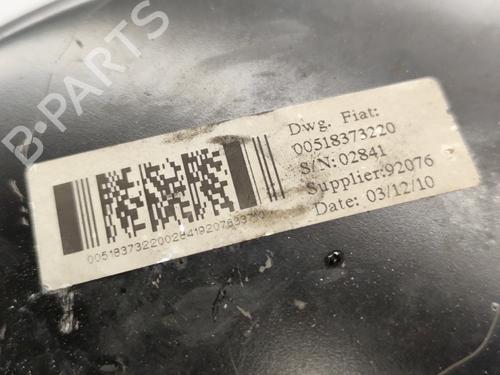 Dwg. Fiat:
00518373220
S/N:02841
Supplier:92076
Date: 03/12/10
B-PARTS